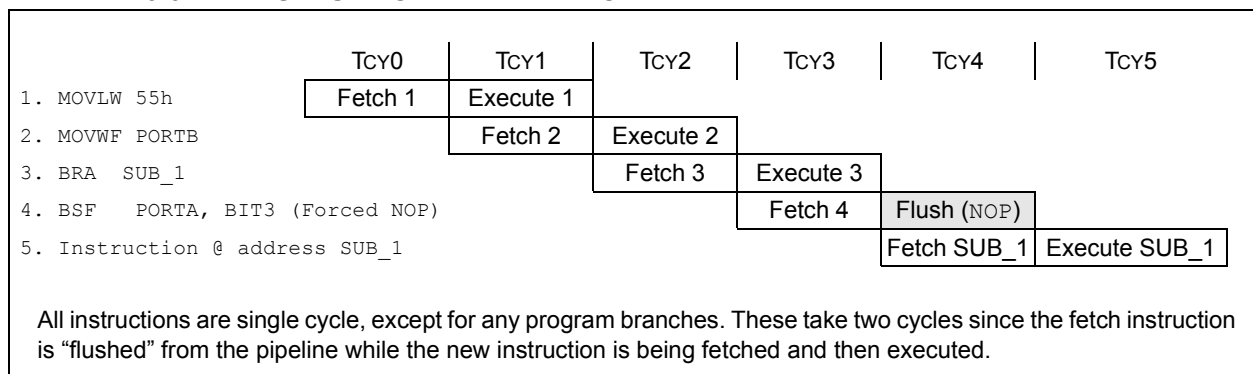 TCY0 TCY1 TCY2 TCY3 TCY4 TCY5
1. MOVLW 55h Fetch 1 Execute 1
2. MOVWF PORTB Fetch 2 Execute 2
3. BRA SUB_1 Fetch 3 Execute 3
4. BSF PORTA, BIT3 (Forced NOP) Fetch 4 Flush (NOP)
5. Instruction @ address SUB_1 Fetch SUB_1 Execute SUB_1
All instructions are single cycle, except for any program branches. These take two cycles since the fetch instruction
is “flushed” from the pipeline while the new instruction is being fetched and then executed.